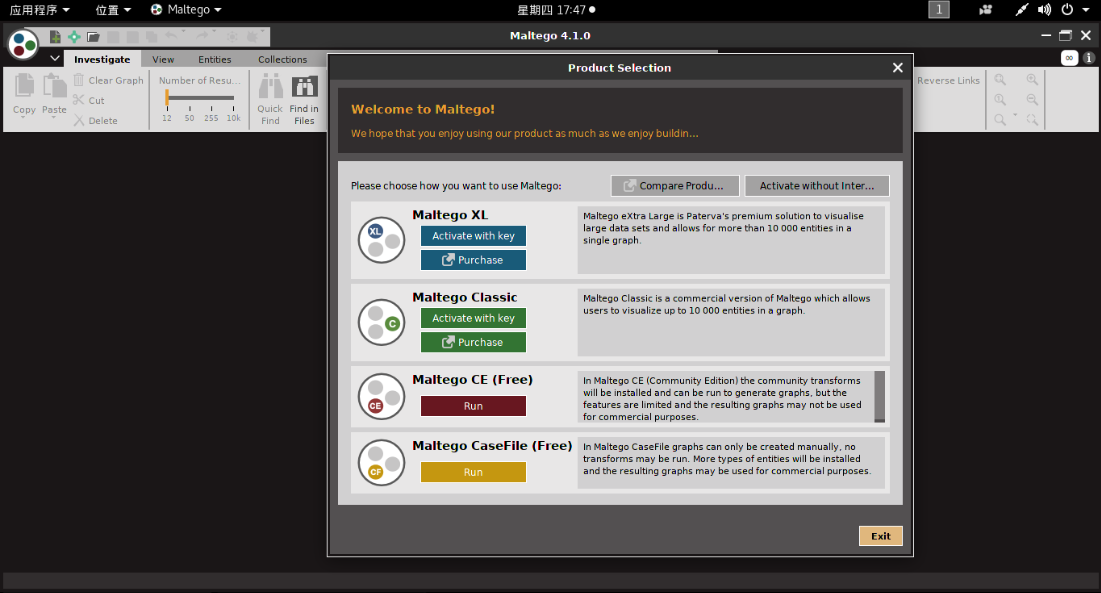 应用程序 位置 Maltego 星期四 17:47 1
Maltego 4.1.0
Investigate View Entities Collections
Copy Paste Clear Graph Cut Delete
Number of Resu...
12 50 255 10k
Quick Find
Find in Files
Reverse Links
Product Selection
Welcome to Maltego!
We hope that you enjoy using our product as much as we enjoy buildin...
Please choose how you want to use Maltego: Compare Produ... Activate without Inter...
XL
Maltego XL
Activate with key
Purchase
Maltego eXtra Large is Paterva's premium solution to visualise
large data sets and allows for more than 10 000 entities in a
single graph.
C
Maltego Classic
Activate with key
Purchase
Maltego Classic is a commercial version of Maltego which allows
users to visualize up to 10 000 entities in a graph.
CE
Maltego CE (Free)
Run
In Maltego CE (Community Edition) the community transforms
will be installed and can be run to generate graphs, but the
features are limited and the resulting graphs may not be used
for commercial purposes.
CF
Maltego CaseFile (Free)
Run
In Maltego CaseFile graphs can only be created manually, no
transforms may be run. More types of entities will be installed
and the resulting graphs may be used for commercial purposes.
Exit